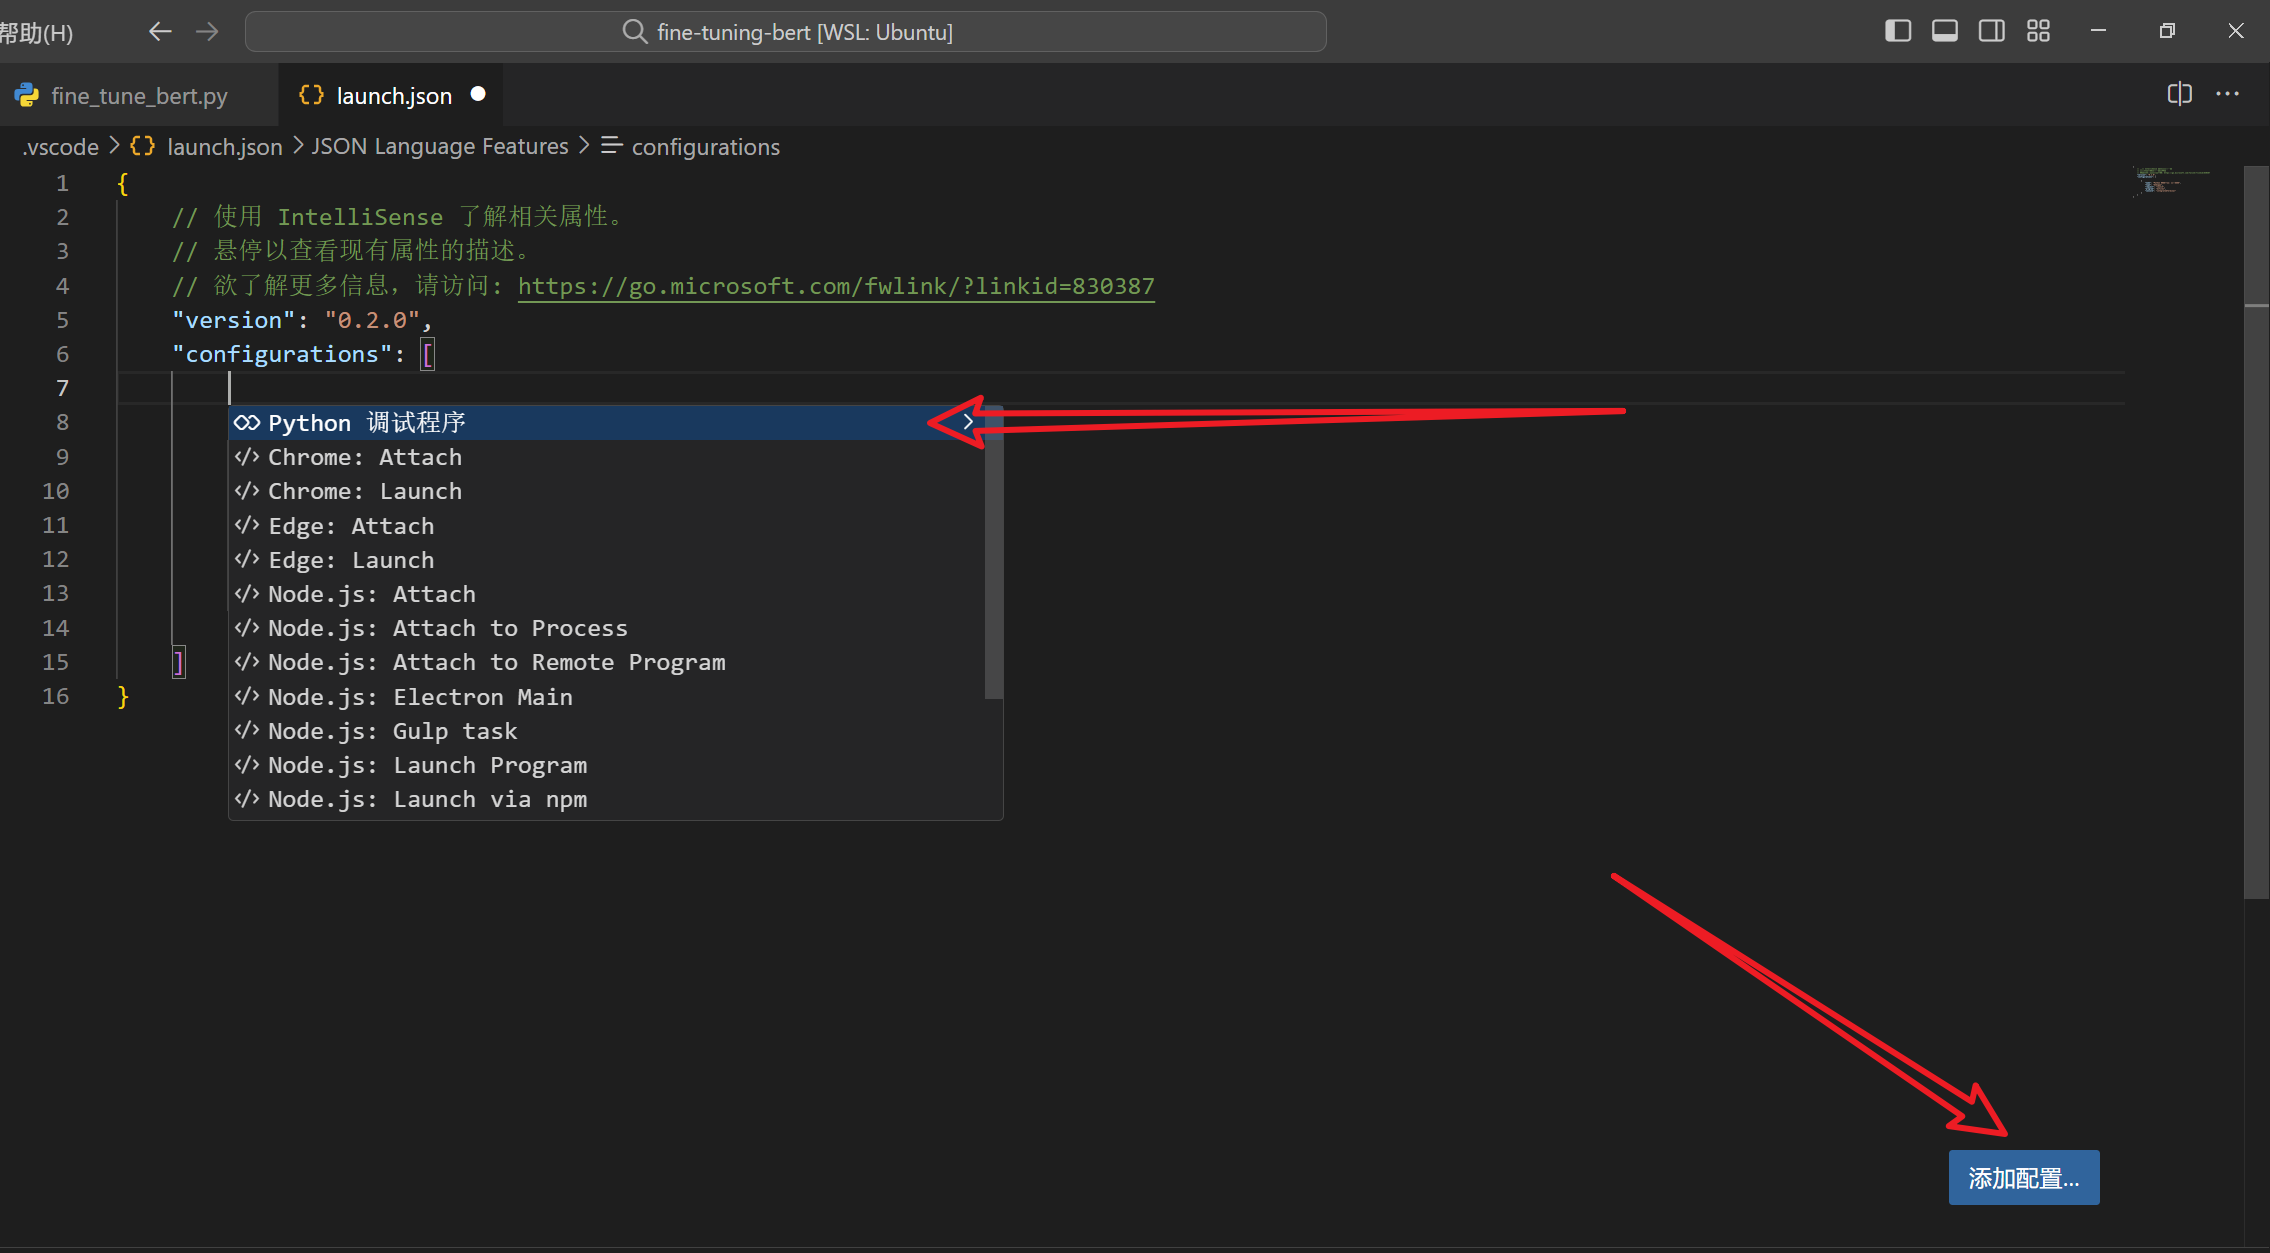 帮助(H)
fine-tuning-bert [WSL: Ubuntu]
fine_tune_bert.py
launch.json
.vscode > {} launch.json > JSON Language Features > configurations
1 {
2 // 使用 IntelliSense 了解相关属性。
3 // 悬停以查看现有属性的描述。
4 // 欲了解更多信息，请访问: https://go.microsoft.com/fwlink/?linkid=830387
5 "version": "0.2.0",
6 "configurations": [
7
8 Python 调试程序
9 Chrome: Attach
10 Chrome: Launch
11 Edge: Attach
12 Edge: Launch
13 Node.js: Attach
14 Node.js: Attach to Process
15 ] Node.js: Attach to Remote Program
16 } Node.js: Electron Main
Node.js: Gulp task
Node.js: Launch Program
Node.js: Launch via npm
添加配置...